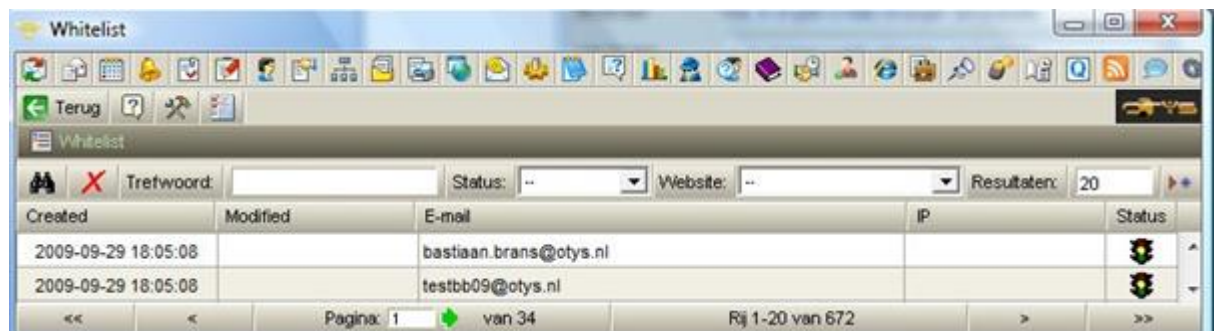 Whitelist
Terug
Whitelist
Trefwoord: Status: -- Website: -- Resultaten: 20
Created Modified E-mail IP Status
2009-09-29 18:05:08 bastiaan.brans@otys.nl
2009-09-29 18:05:08 testbb09@otys.nl
<< < Pagina: 1 van 34 Rij 1-20 van 672 > >>